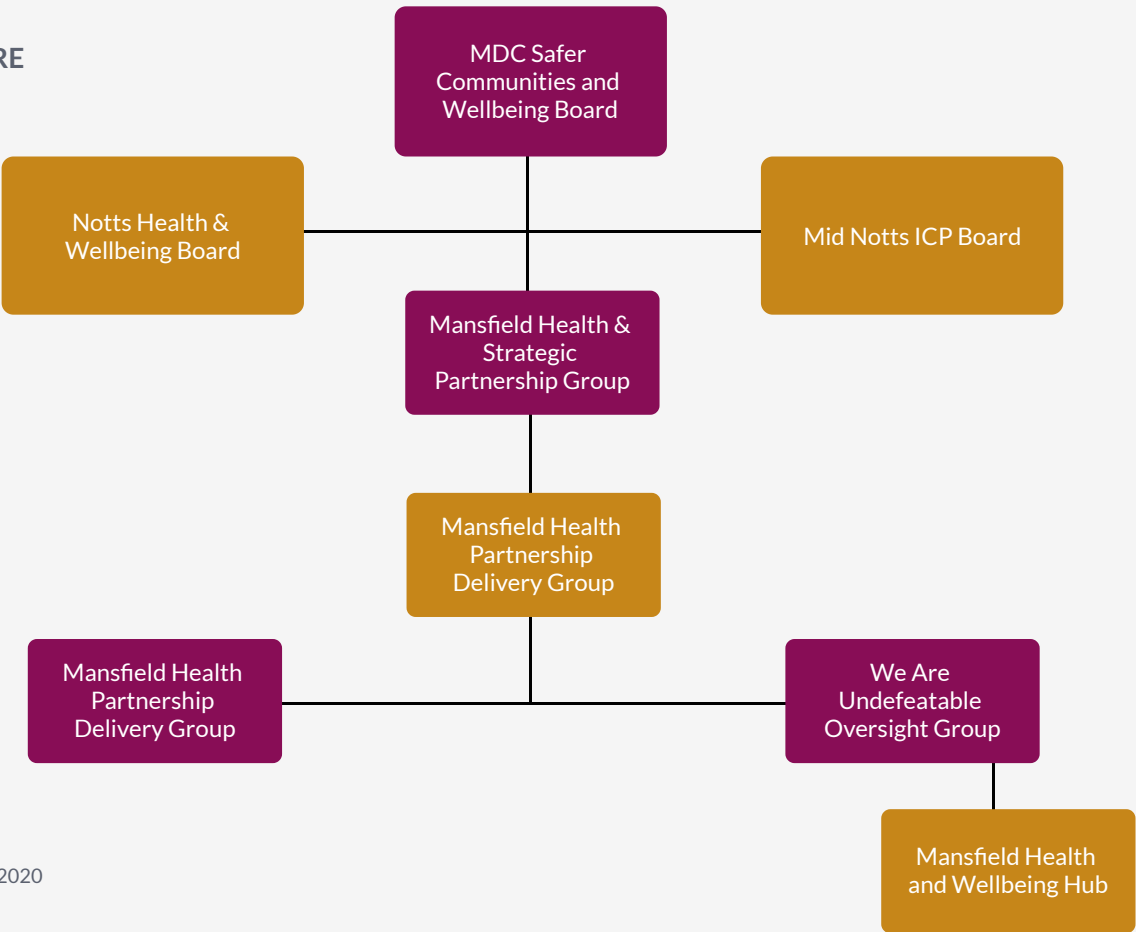 RE
MDC Safer
Communities and
Wellbeing Board
Notts Health &
Wellbeing Board
Mid Notts ICP Board
Mansfield Health &
Strategic
Partnership Group
Mansfield Health
Partnership
Delivery Group
Mansfield Health
Partnership
Delivery Group
We Are
Undefeatable
Oversight Group
Mansfield Health
and Wellbeing Hub
2020